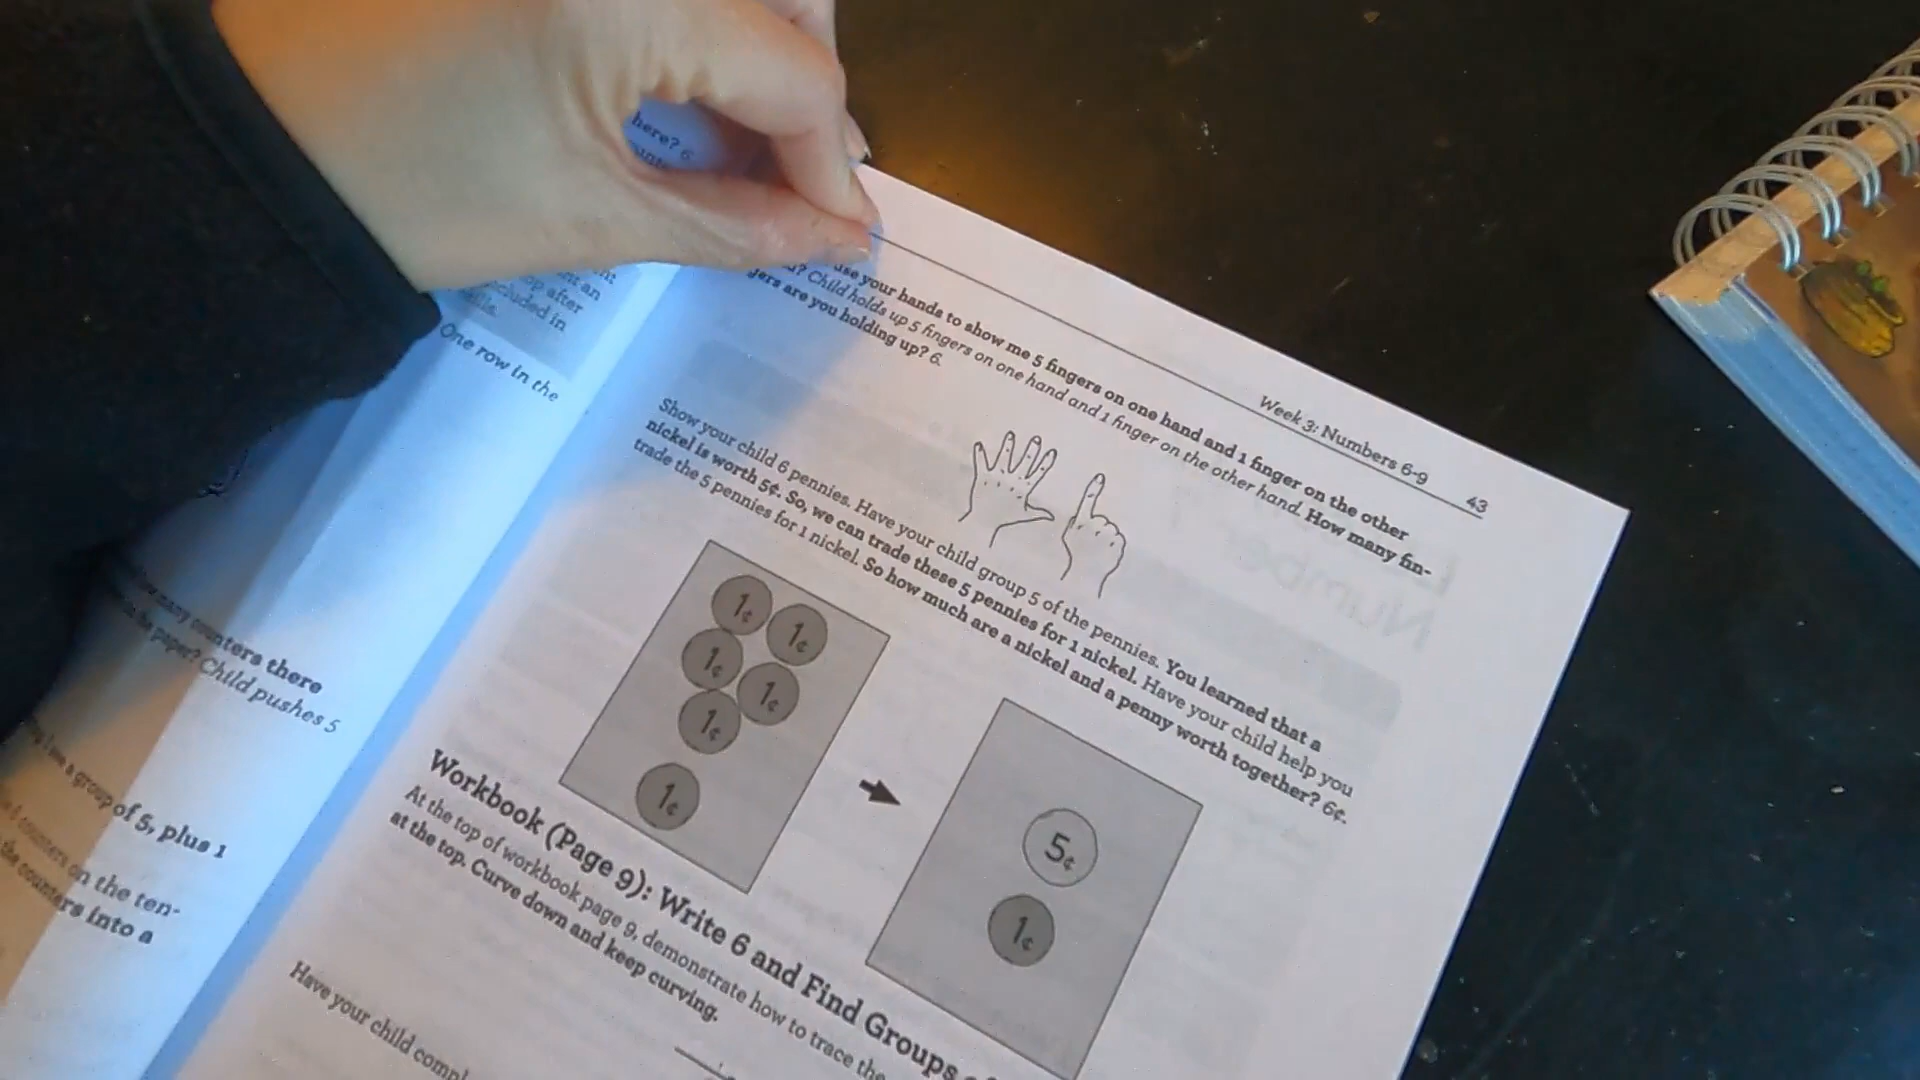 here? 6
op after
ncluded in
One row in the
counters there
paper? Child pushes 5
group of 5, plus 1
counters on the ten-
the counters into a
Week 3: Numbers 6-9 43
use your hands to show me 5 fingers on one hand and 1 finger on the other
Child holds up 5 fingers on one hand and 1 finger on the other hand. How many fin-
gers are you holding up? 6.
Show your child 6 pennies. Have your child group 5 of the pennies. You learned that a
nickel is worth 5¢. So, we can trade these 5 pennies for 1 nickel. Have your child help you
trade the 5 pennies for 1 nickel. So how much are a nickel and a penny worth together? 6¢.
1¢ 1¢
1¢ 1¢
1¢
1¢
5¢
1¢
Workbook (Page 9): Write 6 and Find Groups
At the top of workbook page 9, demonstrate how to trace the
at the top. Curve down and keep curving.
Have your child